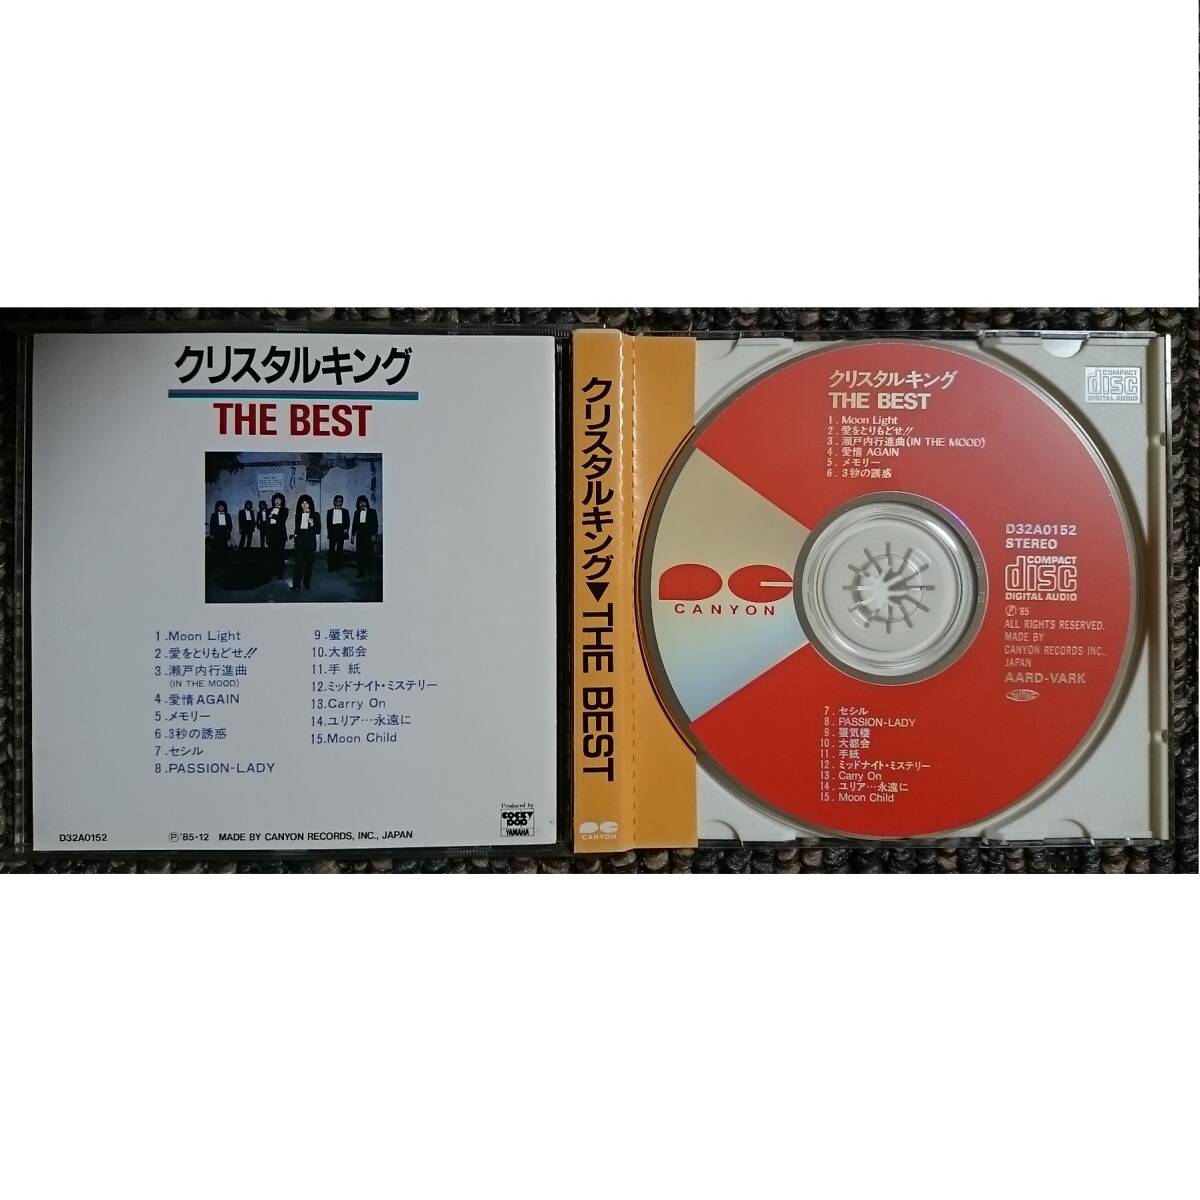 クリスタルキング
THE BEST
1.Moon Light
2.愛をとりもどせ!!
3.瀬戸内行進曲
(IN THE MOOD)
4.愛情AGAIN
5.メモリー
6.3秒の誘惑
7.セシル
8.PASSION-LADY
9.蜃気楼
10.大都会
11.手紙
12.ミッドナイト・ミステリー
13.Carry On
14.ユリア…永遠に
15.Moon Child
Produced by
COCKY POP
YAMAHA
D32A0152
Ⓟ'85-12 MADE BY CANYON RECORDS, INC., JAPAN
クリスタルキング▼THE BEST
CANYON
クリスタルキング
THE BEST
1. Moon Light
2. 愛をとりもどせ!!
3. 瀬戸内行進曲(IN THE MOOD)
4. 愛情 AGAIN
5. メモリー
6. 3秒の誘惑
COMPACT
disc
DIGITAL AUDIO
CANYON
D32A0152
STEREO
COMPACT
disc
DIGITAL AUDIO
Ⓟ'85
ALL RIGHTS RESERVED.
MADE BY
CANYON RECORDS INC.,
JAPAN
AARD-VARK
7. セシル
8. PASSION-LADY
9. 蜃気楼
10. 大都会
11. 手紙
12. ミッドナイト・ミステリー
13. Carry On
14. ユリア…永遠に
15. Moon Child